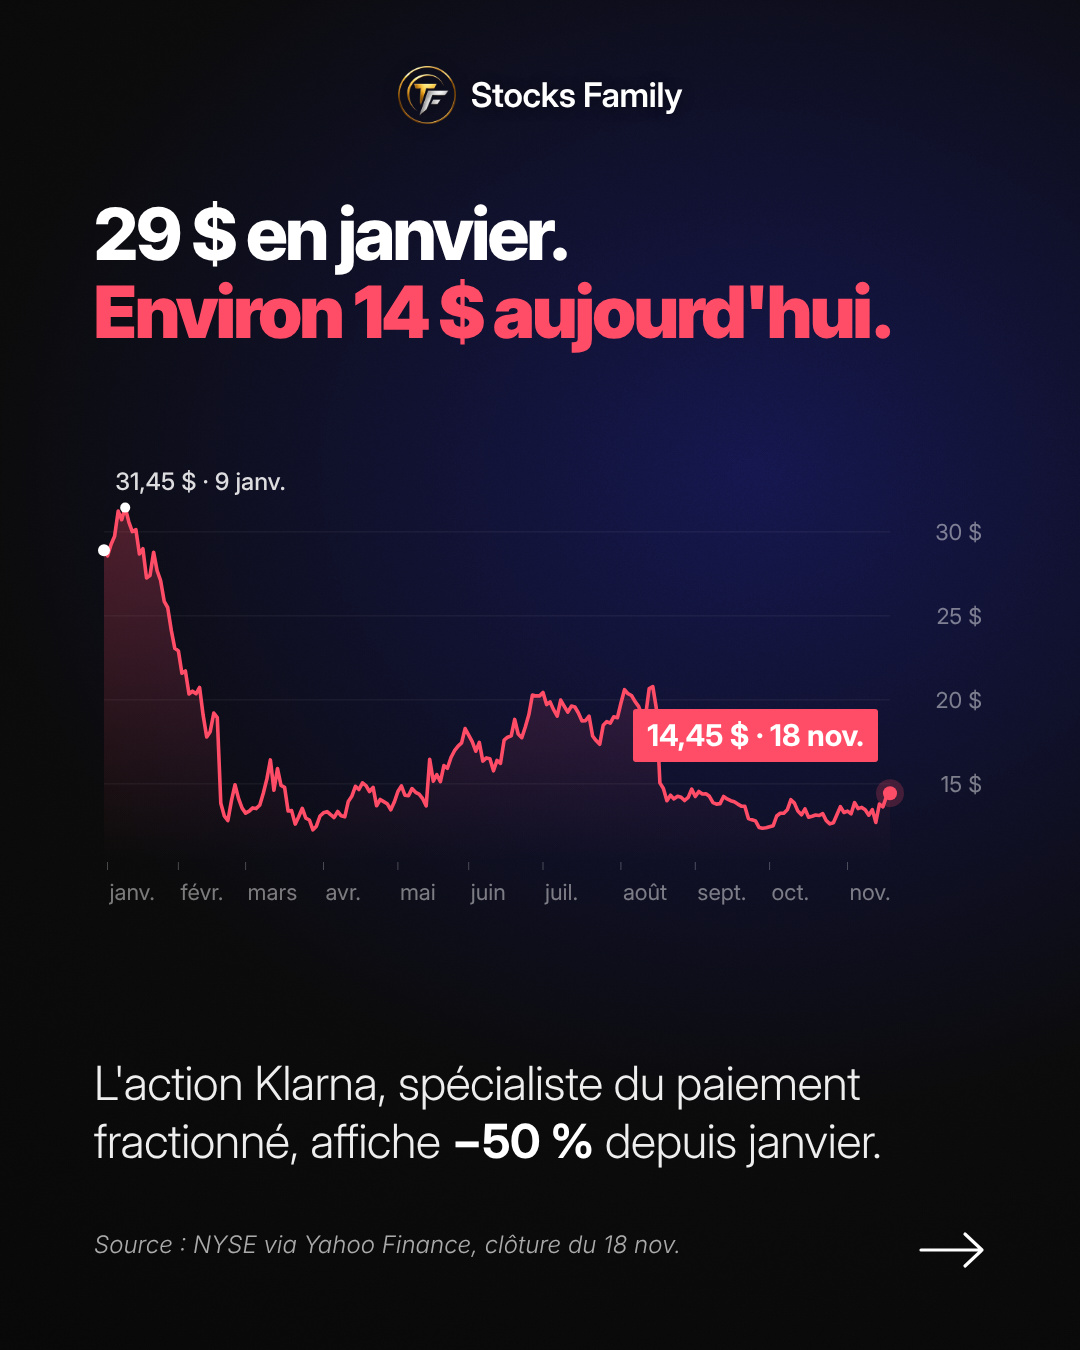 TF Stocks Family
29 $ en janvier.
Environ 14 $ aujourd'hui.
31,45 $ · 9 janv.
30 $
25 $
20 $
14,45 $ · 18 nov.
15 $
janv. févr. mars avr. mai juin juil. août sept. oct. nov.
L'action Klarna, spécialiste du paiement
fractionné, affiche −50 % depuis janvier.
Source : NYSE via Yahoo Finance, clôture du 18 nov.